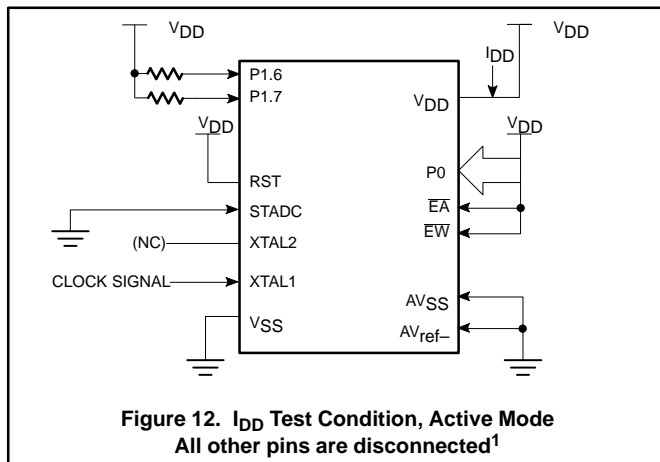 VDD
VDD
IDD
P1.6
P1.7
VDD
VDD
VDD
P0
RST
EA
STADC
EW
(NC)
XTAL2
CLOCK SIGNAL
XTAL1
AVSS
VSS
AVref–
Figure 12. IDD Test Condition, Active Mode
All other pins are disconnected1